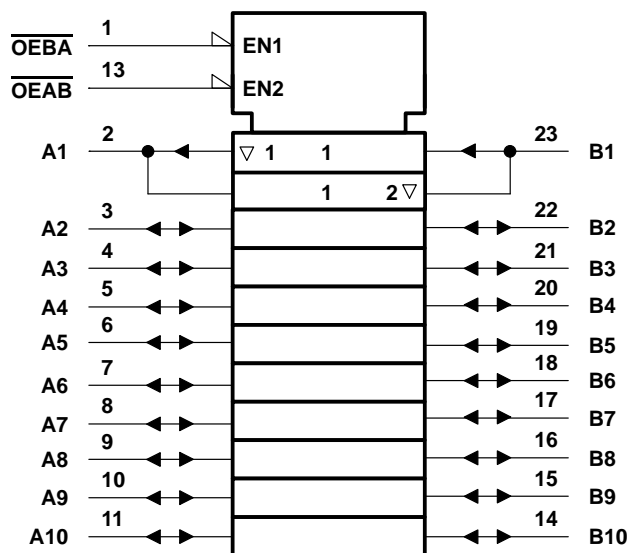 1
OEBA EN1
13
OEAB EN2
2 23
A1 ▽ 1 1 B1
1 2 ▽
3 22
A2 B2
4 21
A3 B3
5 20
A4 B4
6 19
A5 B5
7 18
A6 B6
8 17
A7 B7
9 16
A8 B8
10 15
A9 B9
11 14
A10 B10